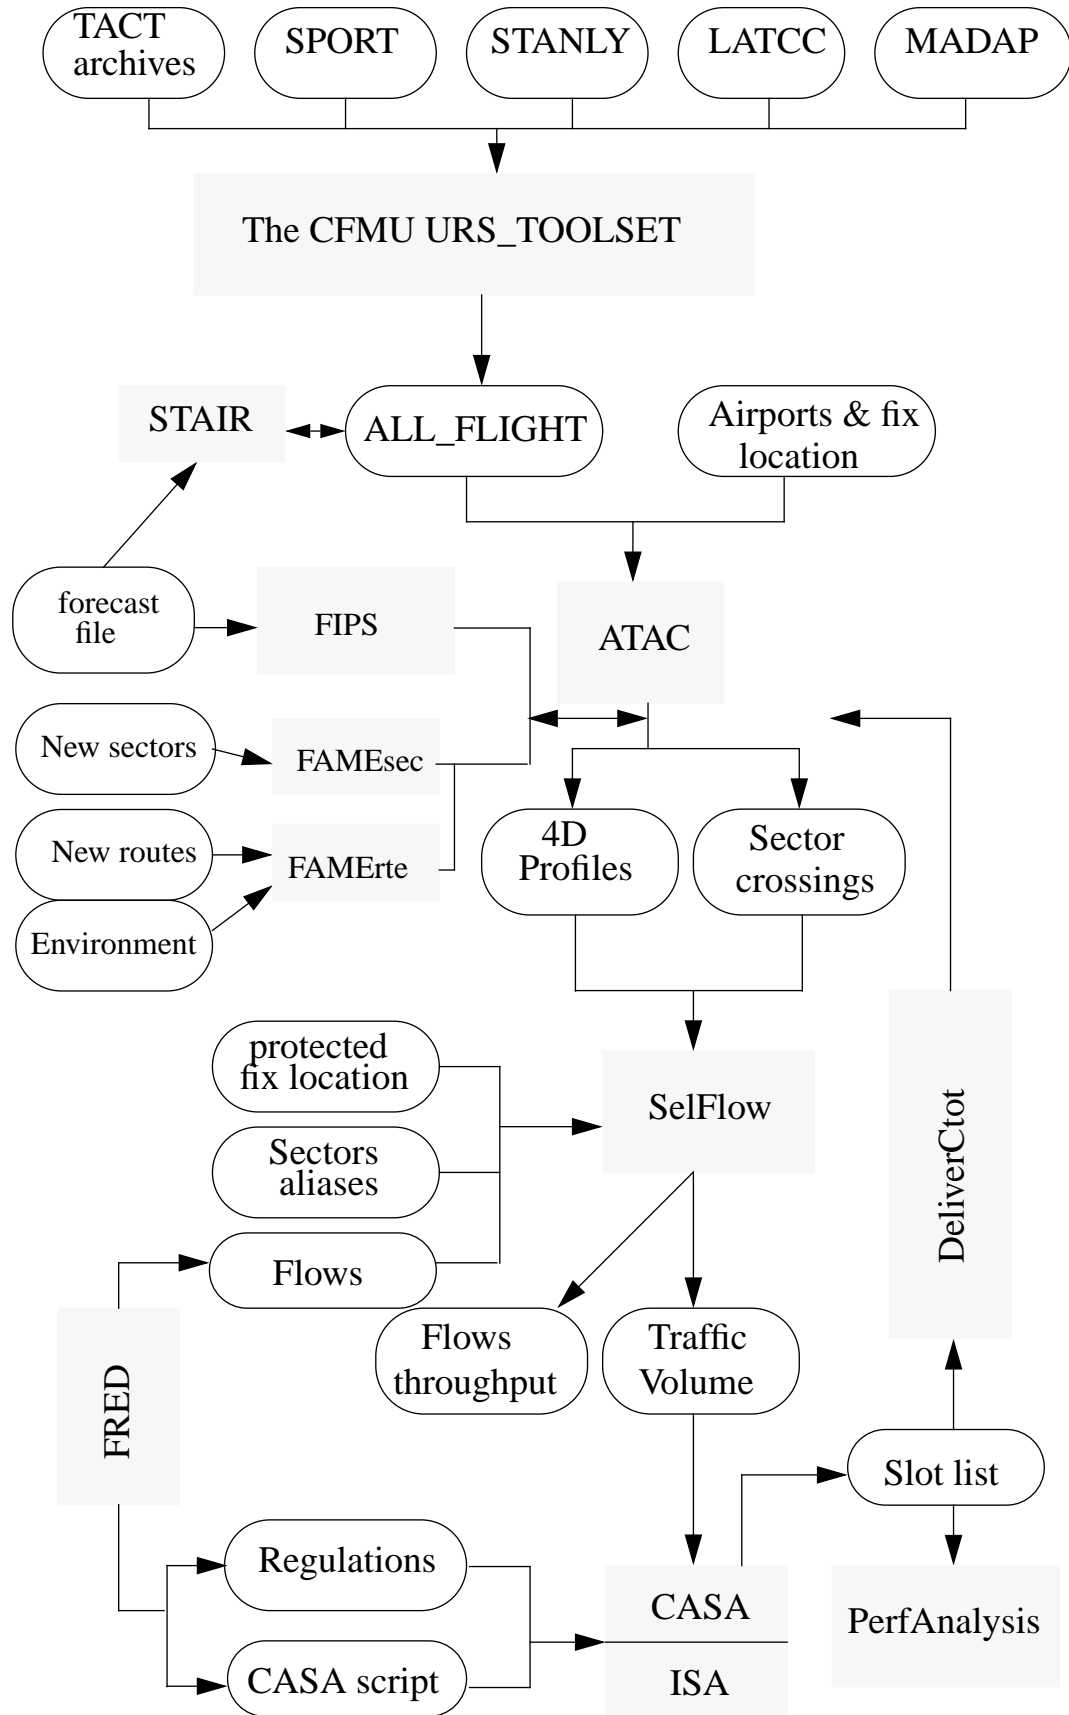 TACT
archives
SPORT
STANLY
LATCC
MADAP
The CFMU URS_TOOLSET
STAIR
ALL_FLIGHT
Airports & fix
location
forecast
file
FIPS
ATAC
New sectors
FAMEsec
New routes
FAMErte
Environment
4D
Profiles
Sector
crossings
protected
fix location
Sectors
aliases
Flows
SelFlow
DeliverCtot
Flows
throughput
Traffic
Volume
FRED
Slot list
Regulations
CASA script
CASA
ISA
PerfAnalysis